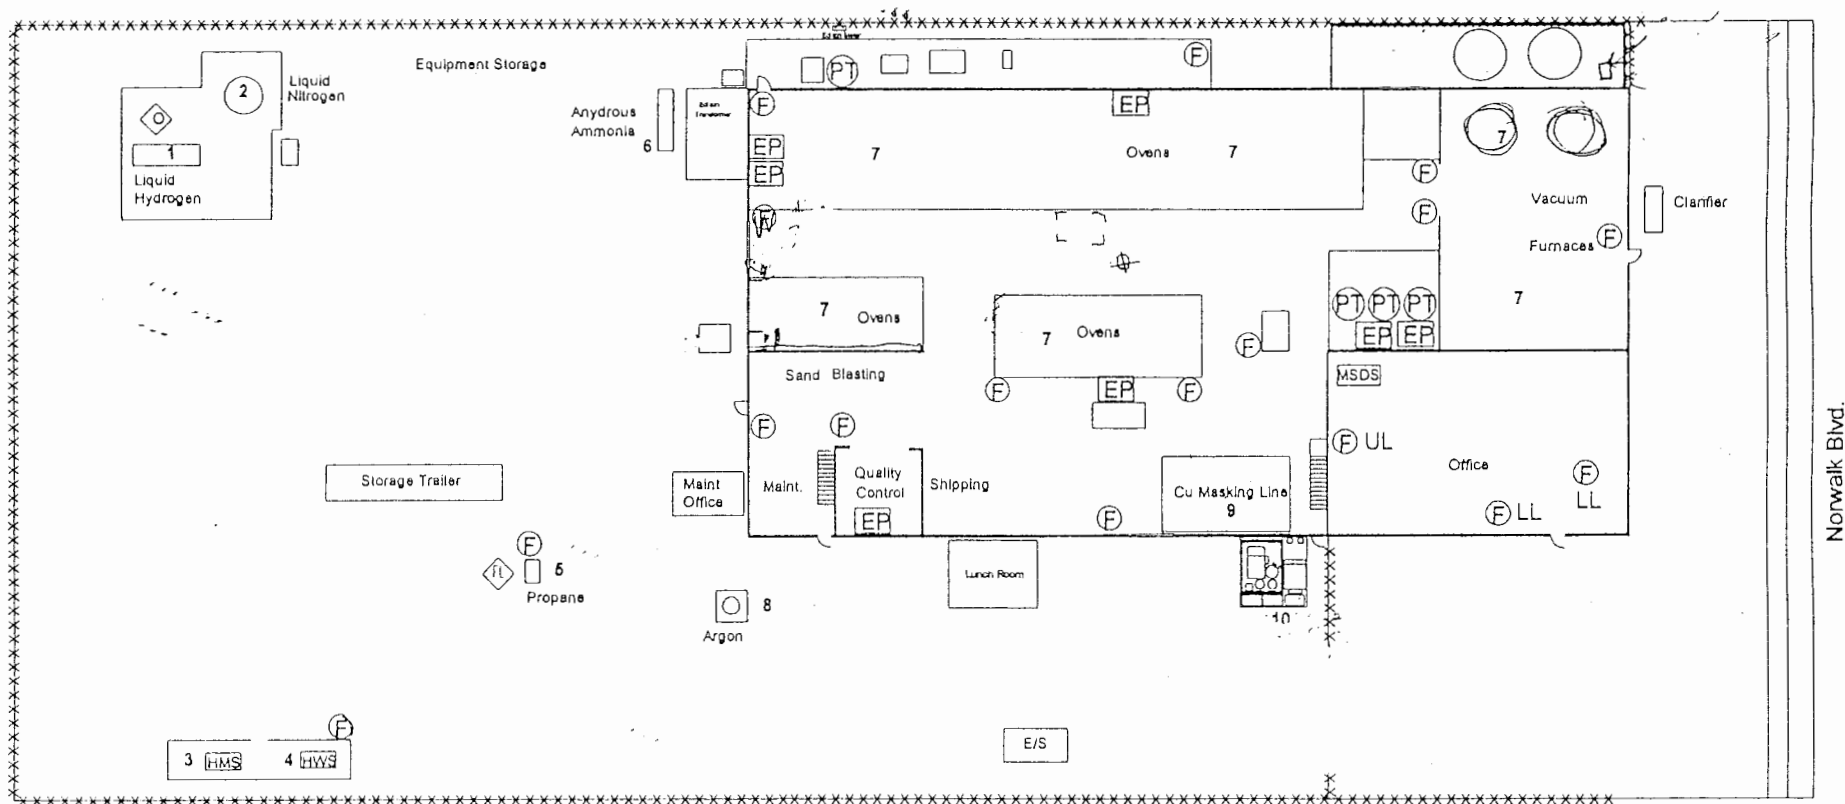 Equipment Storage
2
Liquid
Nitrogen
1
Liquid
Hydrogen
Anydrous
Ammonia
6
Transformer
PT
F
F
EP
EP
EP
7
Ovens
7
7
F
F
F
Vacuum
Furnaces
F
7
Clarifier
7
Ovens
7
Ovens
PT
PT
PT
EP
EP
F
Sand Blasting
F
EP
F
MSDS
F
F
F UL
Office
F
LL
F LL
Norwalk Blvd.
Storage Trailer
Maint
Office
Maint.
Quality
Control
EP
Shipping
F
Cu Masking Line
9
F
FL
5
Propane
8
Argon
Lunch Room
10
F
3 HMS
4 HWS
E/S